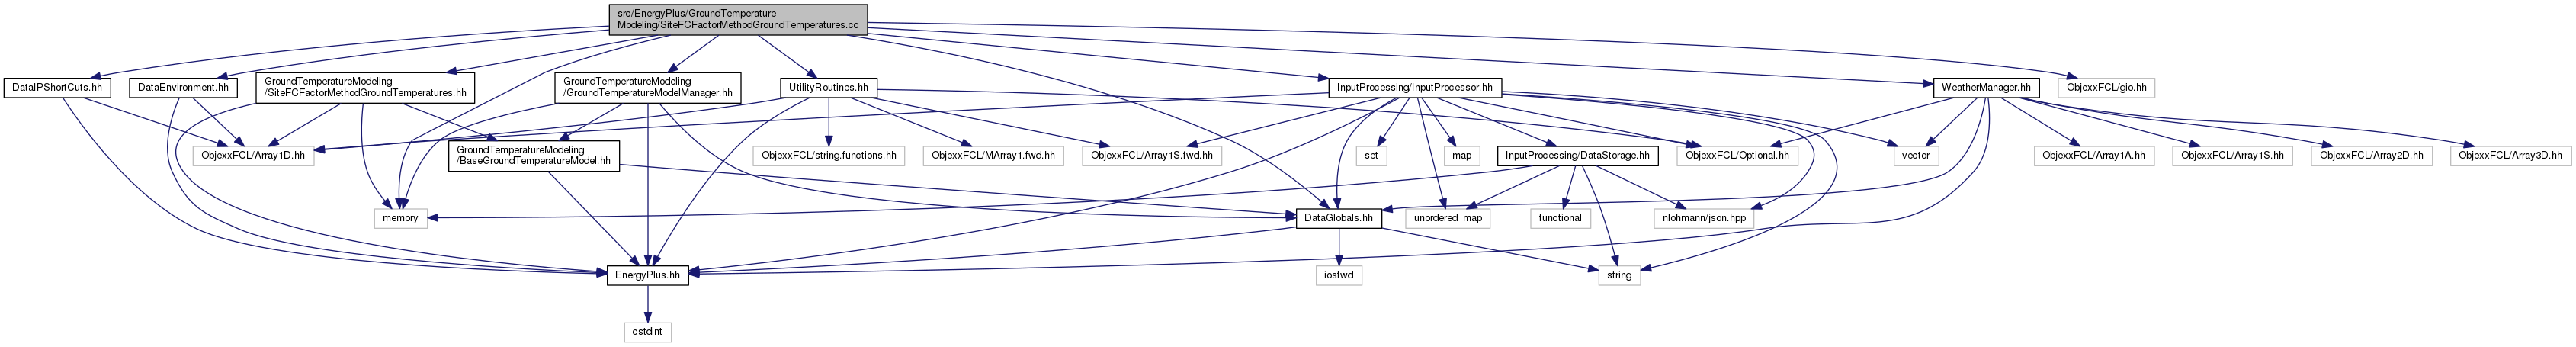 src/EnergyPlus/GroundTemperature
Modeling/SiteFCFactorMethodGroundTemperatures.cc
DataIPShortCuts.hh
DataEnvironment.hh
GroundTemperatureModeling
/SiteFCFactorMethodGroundTemperatures.hh
GroundTemperatureModeling
/GroundTemperatureModelManager.hh
UtilityRoutines.hh
InputProcessing/InputProcessor.hh
WeatherManager.hh
ObjexxFCL/gio.hh
ObjexxFCL/Array1D.hh
GroundTemperatureModeling
/BaseGroundTemperatureModel.hh
ObjexxFCL/string.functions.hh
ObjexxFCL/MArray1.fwd.hh
ObjexxFCL/Array1S.fwd.hh
set
map
InputProcessing/DataStorage.hh
ObjexxFCL/Optional.hh
vector
ObjexxFCL/Array1A.hh
ObjexxFCL/Array1S.hh
ObjexxFCL/Array2D.hh
ObjexxFCL/Array3D.hh
memory
DataGlobals.hh
unordered_map
functional
nlohmann/json.hpp
EnergyPlus.hh
iosfwd
string
cstdint